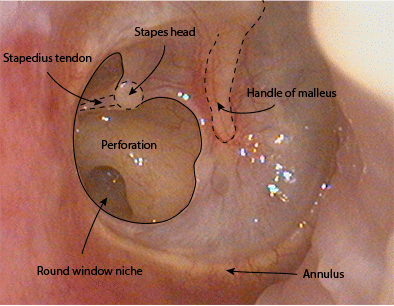 Stapes head
Stapedius tendon
Handle of malleus
Perforation
Round window niche
Annulus